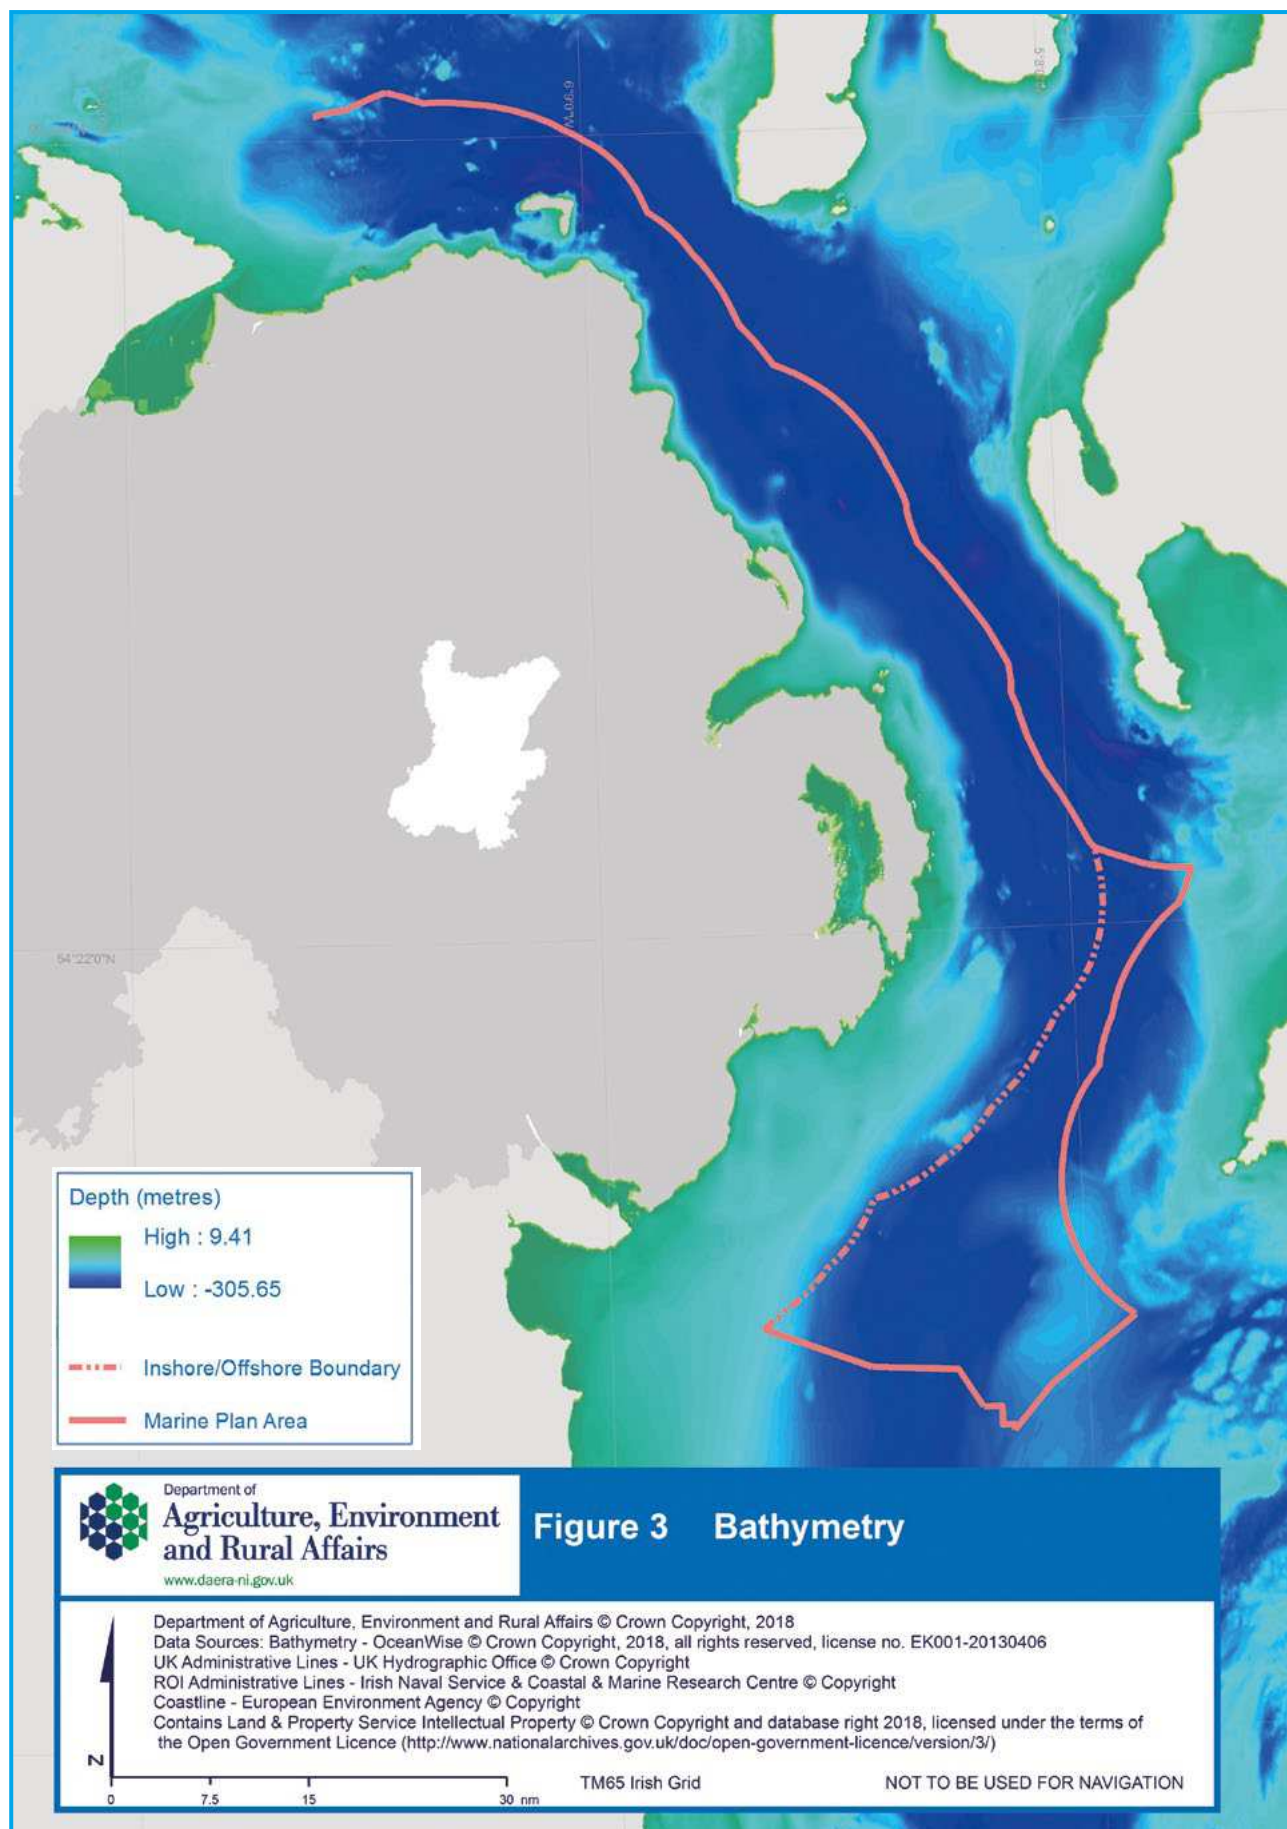 6°9'0"W
5°8'0"W
54°22'0"N
Depth (metres)
High : 9.41
Low : -305.65
Inshore/Offshore Boundary
Marine Plan Area
Department of
Agriculture, Environment
and Rural Affairs
www.daera-ni.gov.uk
Figure 3 Bathymetry
Department of Agriculture, Environment and Rural Affairs © Crown Copyright, 2018
Data Sources: Bathymetry - OceanWise © Crown Copyright, 2018, all rights reserved, license no. EK001-20130406
UK Administrative Lines - UK Hydrographic Office © Crown Copyright
ROI Administrative Lines - Irish Naval Service & Coastal & Marine Research Centre © Copyright
Coastline - European Environment Agency © Copyright
Contains Land & Property Service Intellectual Property © Crown Copyright and database right 2018, licensed under the terms of
the Open Government Licence (http://www.nationalarchives.gov.uk/doc/open-government-licence/version/3/)
N
0 7.5 15 30 nm
TM65 Irish Grid
NOT TO BE USED FOR NAVIGATION